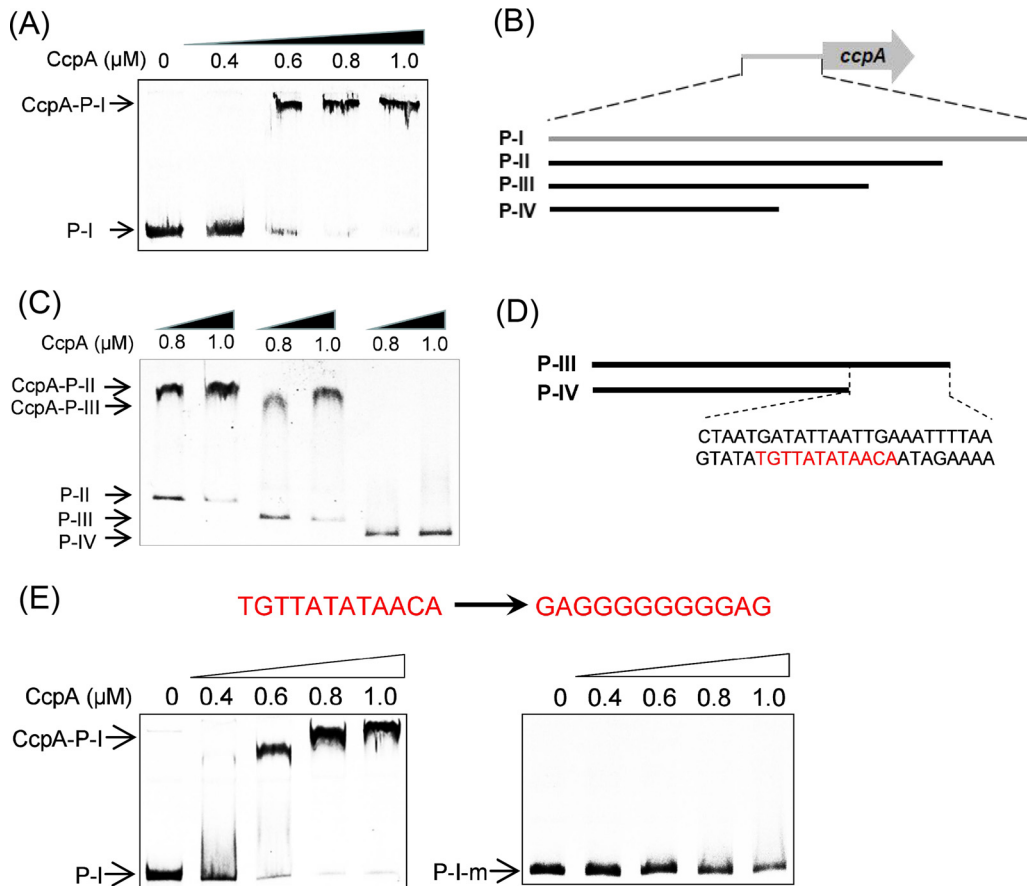 (A)
CcpA (µM) 0 0.4 0.6 0.8 1.0
CcpA-P-I
P-I
(B)
ccpA
P-I
P-II
P-III
P-IV
(C)
CcpA (µM) 0.8 1.0 0.8 1.0 0.8 1.0
CcpA-P-II
CcpA-P-III
P-II
P-III
P-IV
(D)
P-III
P-IV
CTAATGATATTAATTGAAATTTTAA
GTATATGTTATATAACAATAGAAAA
(E)
TGTTATATAACA GAGGGGGGGGAG
CcpA (µM) 0 0.4 0.6 0.8 1.0
CcpA-P-I
P-I
0 0.4 0.6 0.8 1.0
P-I-m